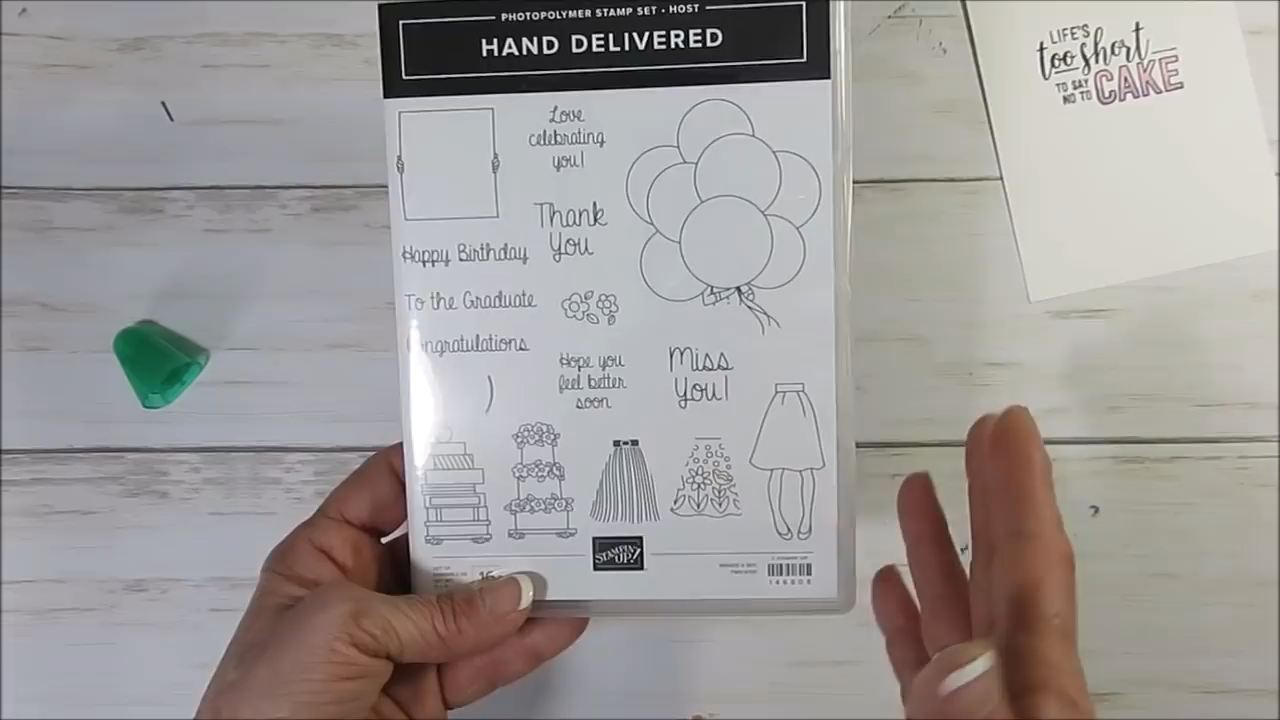 PHOTOPOLYMER STAMP SET • HOST
HAND DELIVERED
Love
celebrating
you!
Thank
You
Happy Birthday
To the Graduate
Congratulations
Hope you
feel better
soon
Miss
You!
STAMPIN' UP!
LIFE'S
too short
TO SAY
NO TO CAKE